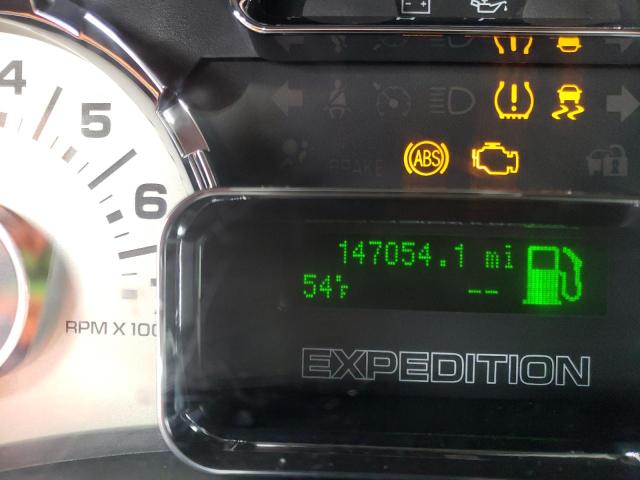 4
5
6
RPM X 100
ABS
BRAKE
147054.1 mi
54°F
--
EXPEDITION